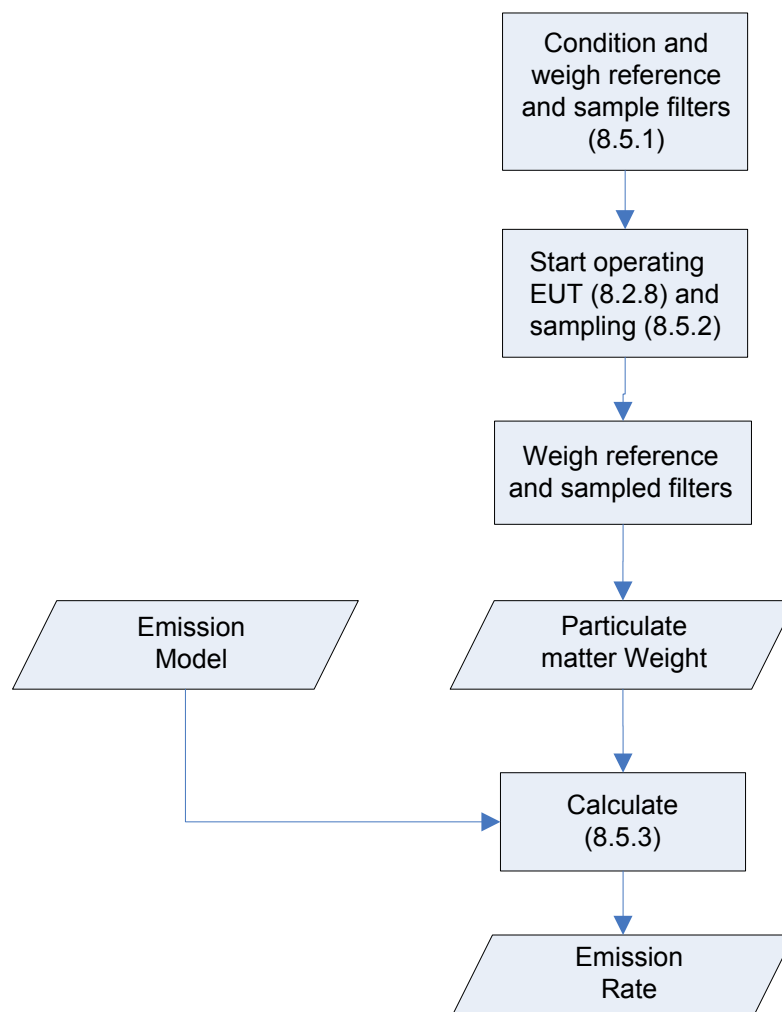 Condition and
weigh reference
and sample filters
(8.5.1)
Start operating
EUT (8.2.8) and
sampling (8.5.2)
Weigh reference
and sampled filters
Emission
Model
Particulate
matter Weight
Calculate
(8.5.3)
Emission
Rate